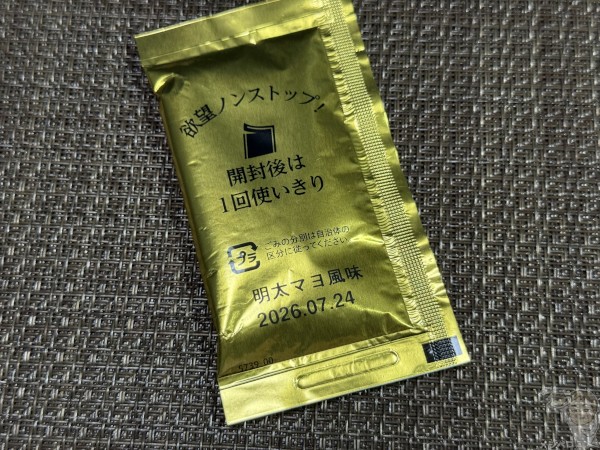 欲望ノンストップ!
開封後は
1回使いきり
プラ
ごみの分別は自治体の
区分に従ってください
明太マヨ風味
2026.07.24
5739.00